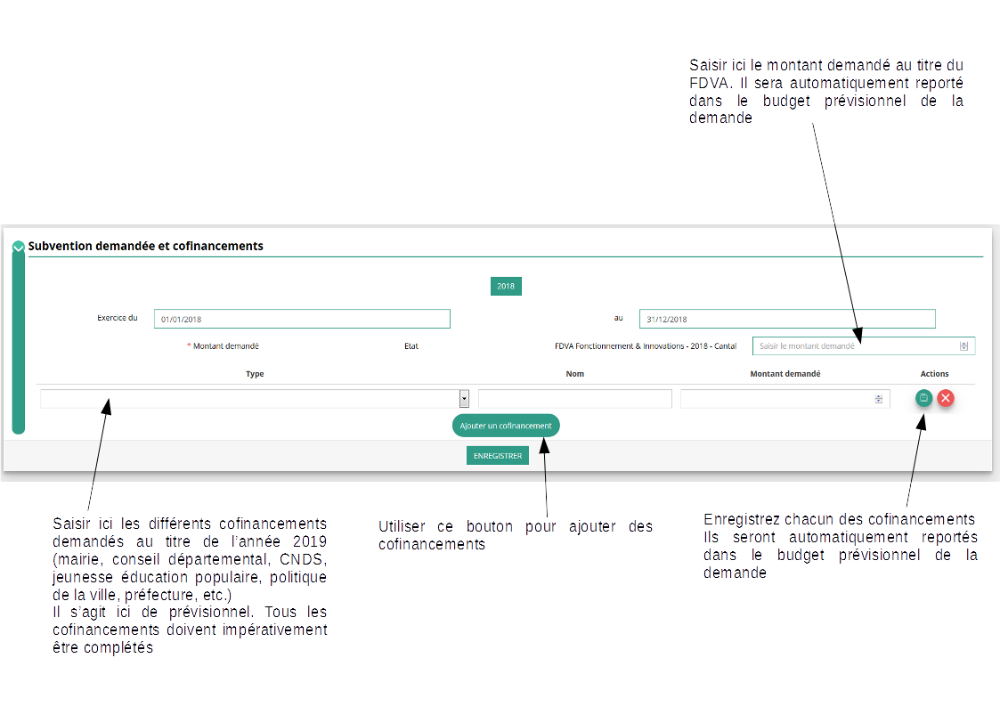 Saisir ici le montant demandé au titre du
FDVA. Il sera automatiquement reporté
dans le budget prévisionnel de la
demande
Subvention demandée et cofinancements
2018
Exercice du 01/01/2018 au 31/12/2018
* Montant demandé Etat FDVA Fonctionnement & Innovations - 2018 - Cantal Saisir le montant demandé
Type Nom Montant demandé Actions
Ajouter un cofinancement
ENREGISTRER
Saisir ici les différents cofinancements
demandés au titre de l'année 2019
(mairie, conseil départemental, CNDS,
jeunesse éducation populaire, politique
de la ville, préfecture, etc.)
Il s'agit ici de prévisionnel. Tous les
cofinancements doivent impérativement
être complétés
Utiliser ce bouton pour ajouter des
cofinancements
Enregistrez chacun des cofinancements
Ils seront automatiquement reportés
dans le budget prévisionnel de la
demande